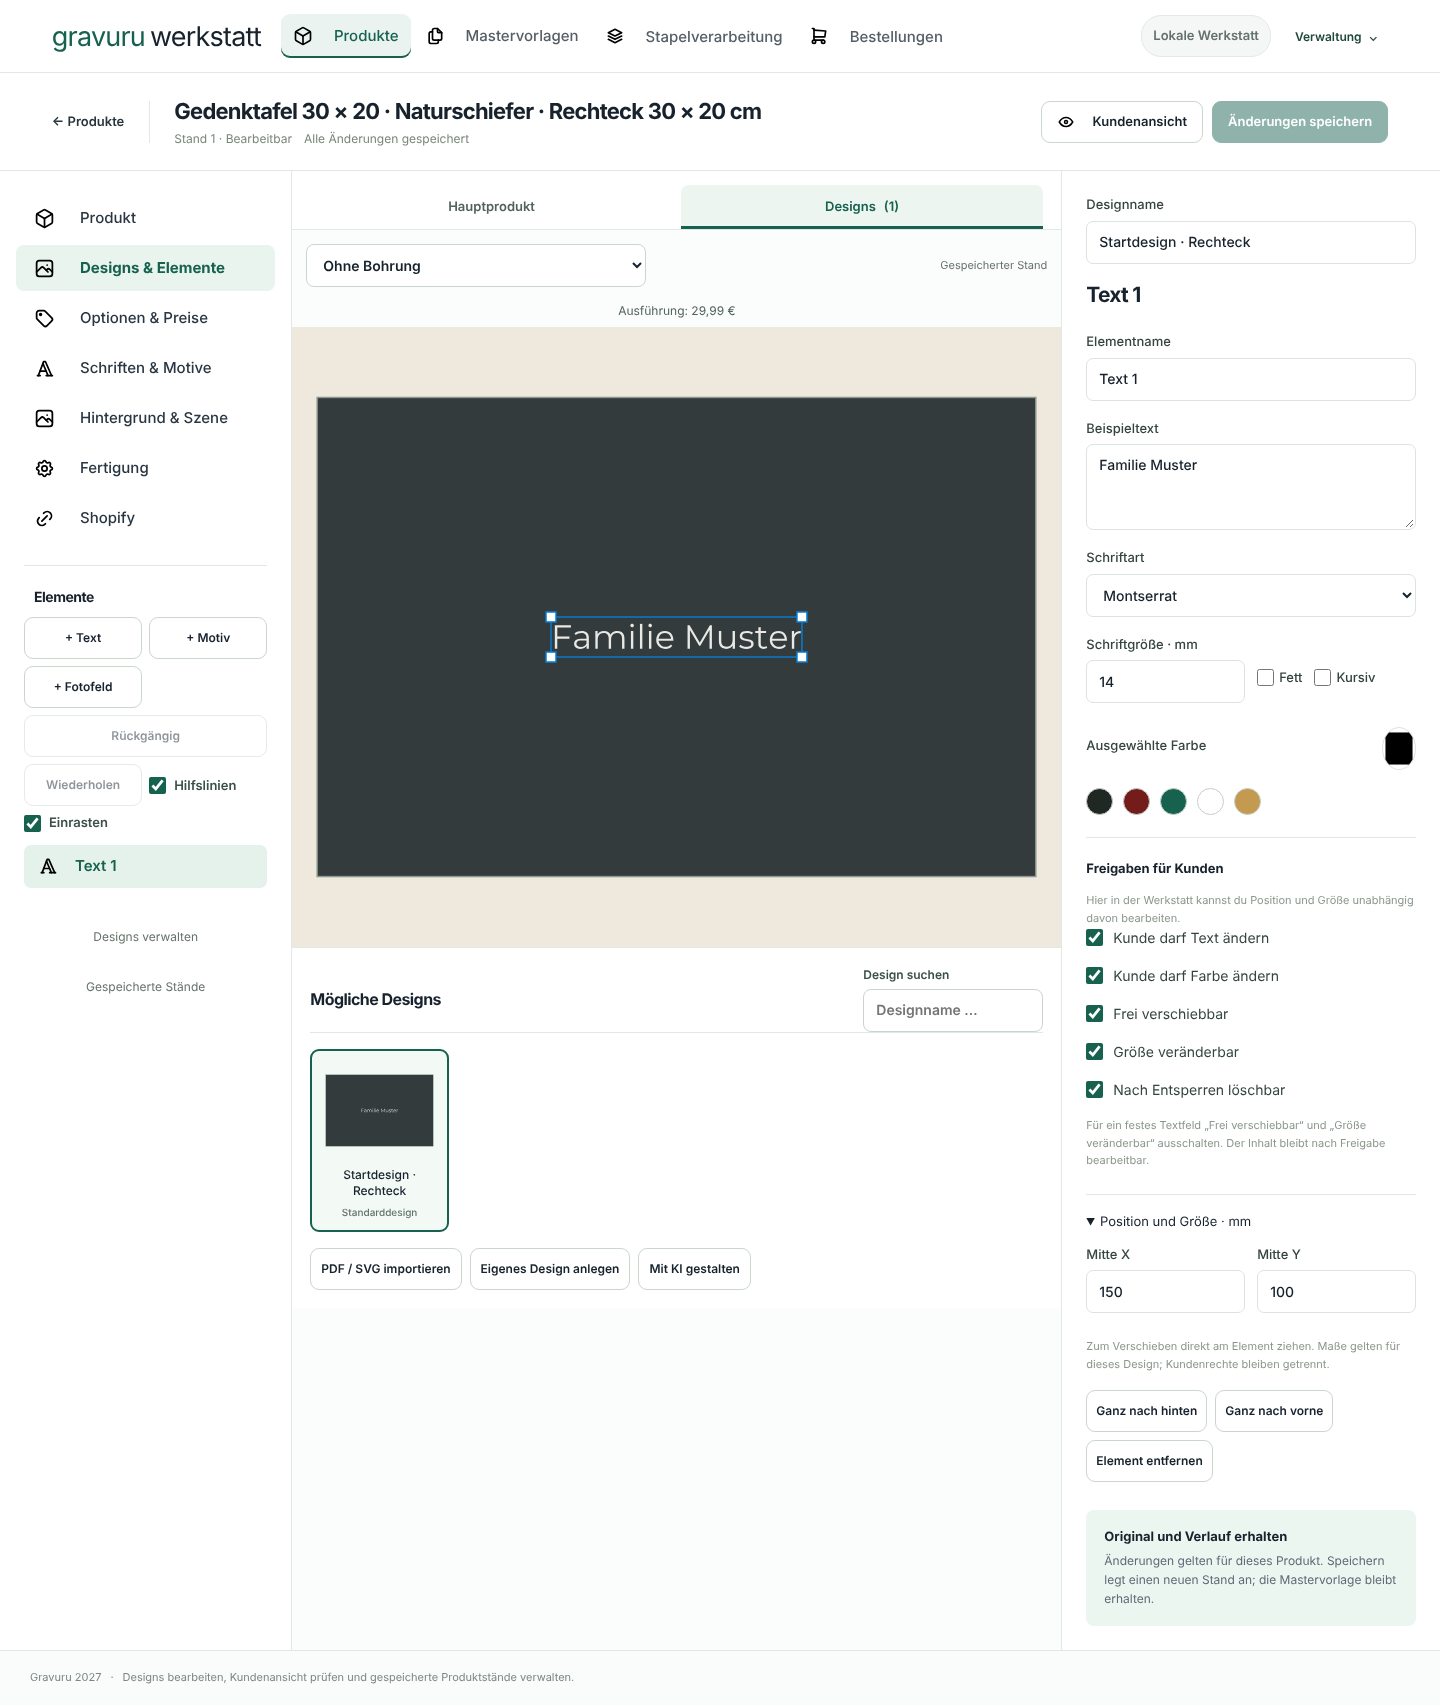 gravuru werkstatt
Produkte
Mastervorlagen
Stapelverarbeitung
Bestellungen
Lokale Werkstatt
Verwaltung
← Produkte
Gedenktafel 30 × 20 · Naturschiefer · Rechteck 30 × 20 cm
Stand 1 · Bearbeitbar Alle Änderungen gespeichert
Kundenansicht
Änderungen speichern
Produkt
Designs & Elemente
Optionen & Preise
Schriften & Motive
Hintergrund & Szene
Fertigung
Shopify
Elemente
+ Text
+ Motiv
+ Fotofeld
Rückgängig
Wiederholen
Hilfslinien
Einrasten
Text 1
Designs verwalten
Gespeicherte Stände
Hauptprodukt
Designs (1)
Ohne Bohrung
Gespeicherter Stand
Ausführung: 29,99 €
Familie Muster
Mögliche Designs
Design suchen
Designname ...
Familie Muster
Startdesign ·
Rechteck
Standarddesign
PDF / SVG importieren
Eigenes Design anlegen
Mit KI gestalten
Designname
Startdesign · Rechteck
Text 1
Elementname
Text 1
Beispieltext
Familie Muster
Schriftart
Montserrat
Schriftgröße · mm
14
Fett
Kursiv
Ausgewählte Farbe
Freigaben für Kunden
Hier in der Werkstatt kannst du Position und Größe unabhängig
davon bearbeiten.
Kunde darf Text ändern
Kunde darf Farbe ändern
Frei verschiebbar
Größe veränderbar
Nach Entsperren löschbar
Für ein festes Textfeld „Frei verschiebbar“ und „Größe
veränderbar“ ausschalten. Der Inhalt bleibt nach Freigabe
bearbeitbar.
▼ Position und Größe · mm
Mitte X
Mitte Y
150
100
Zum Verschieben direkt am Element ziehen. Maße gelten für
dieses Design; Kundenrechte bleiben getrennt.
Ganz nach hinten
Ganz nach vorne
Element entfernen
Original und Verlauf erhalten
Änderungen gelten für dieses Produkt. Speichern
legt einen neuen Stand an; die Mastervorlage bleibt
erhalten.
Gravuru 2027 · Designs bearbeiten, Kundenansicht prüfen und gespeicherte Produktstände verwalten.